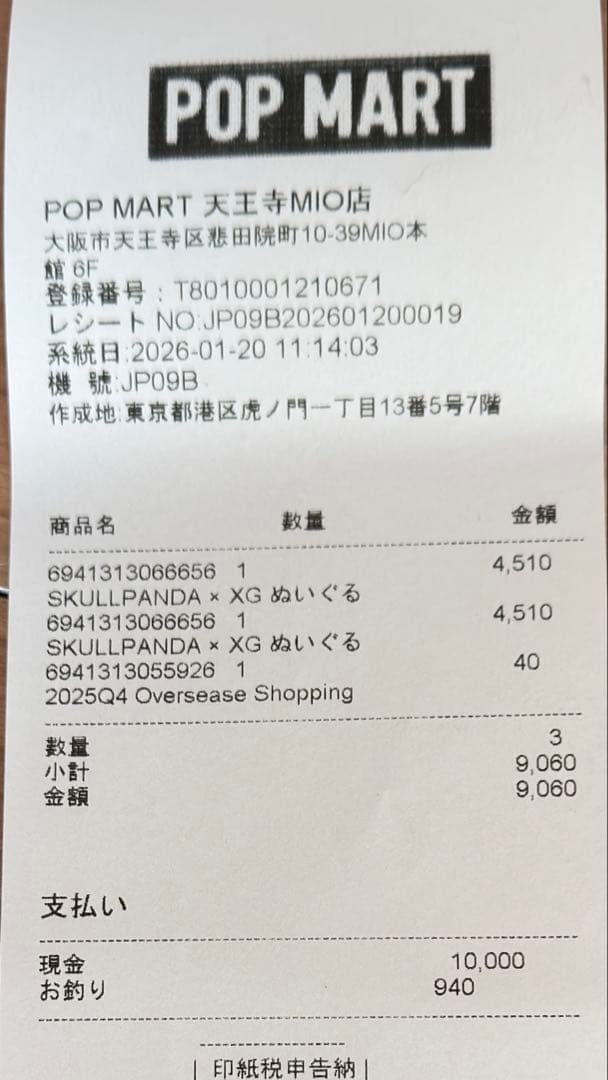 POP MART
POP MART 天王寺MIO店
大阪市天王寺区悲田院町10-39MIO本
館 6F
登録番号：T8010001210671
レシート NO:JP09B202601200019
系統日:2026-01-20 11:14:03
機 號:JP09B
作成地:東京都港区虎ノ門一丁目13番5号7階
商品名 數量 金額
6941313066656 1 4,510
SKULLPANDA × XG ぬいぐる
6941313066656 1 4,510
SKULLPANDA × XG ぬいぐる
6941313055926 1 40
2025Q4 Oversease Shopping
數量 3
小計 9,060
金額 9,060
支払い
現金 10,000
お釣り 940
印紙税申告納